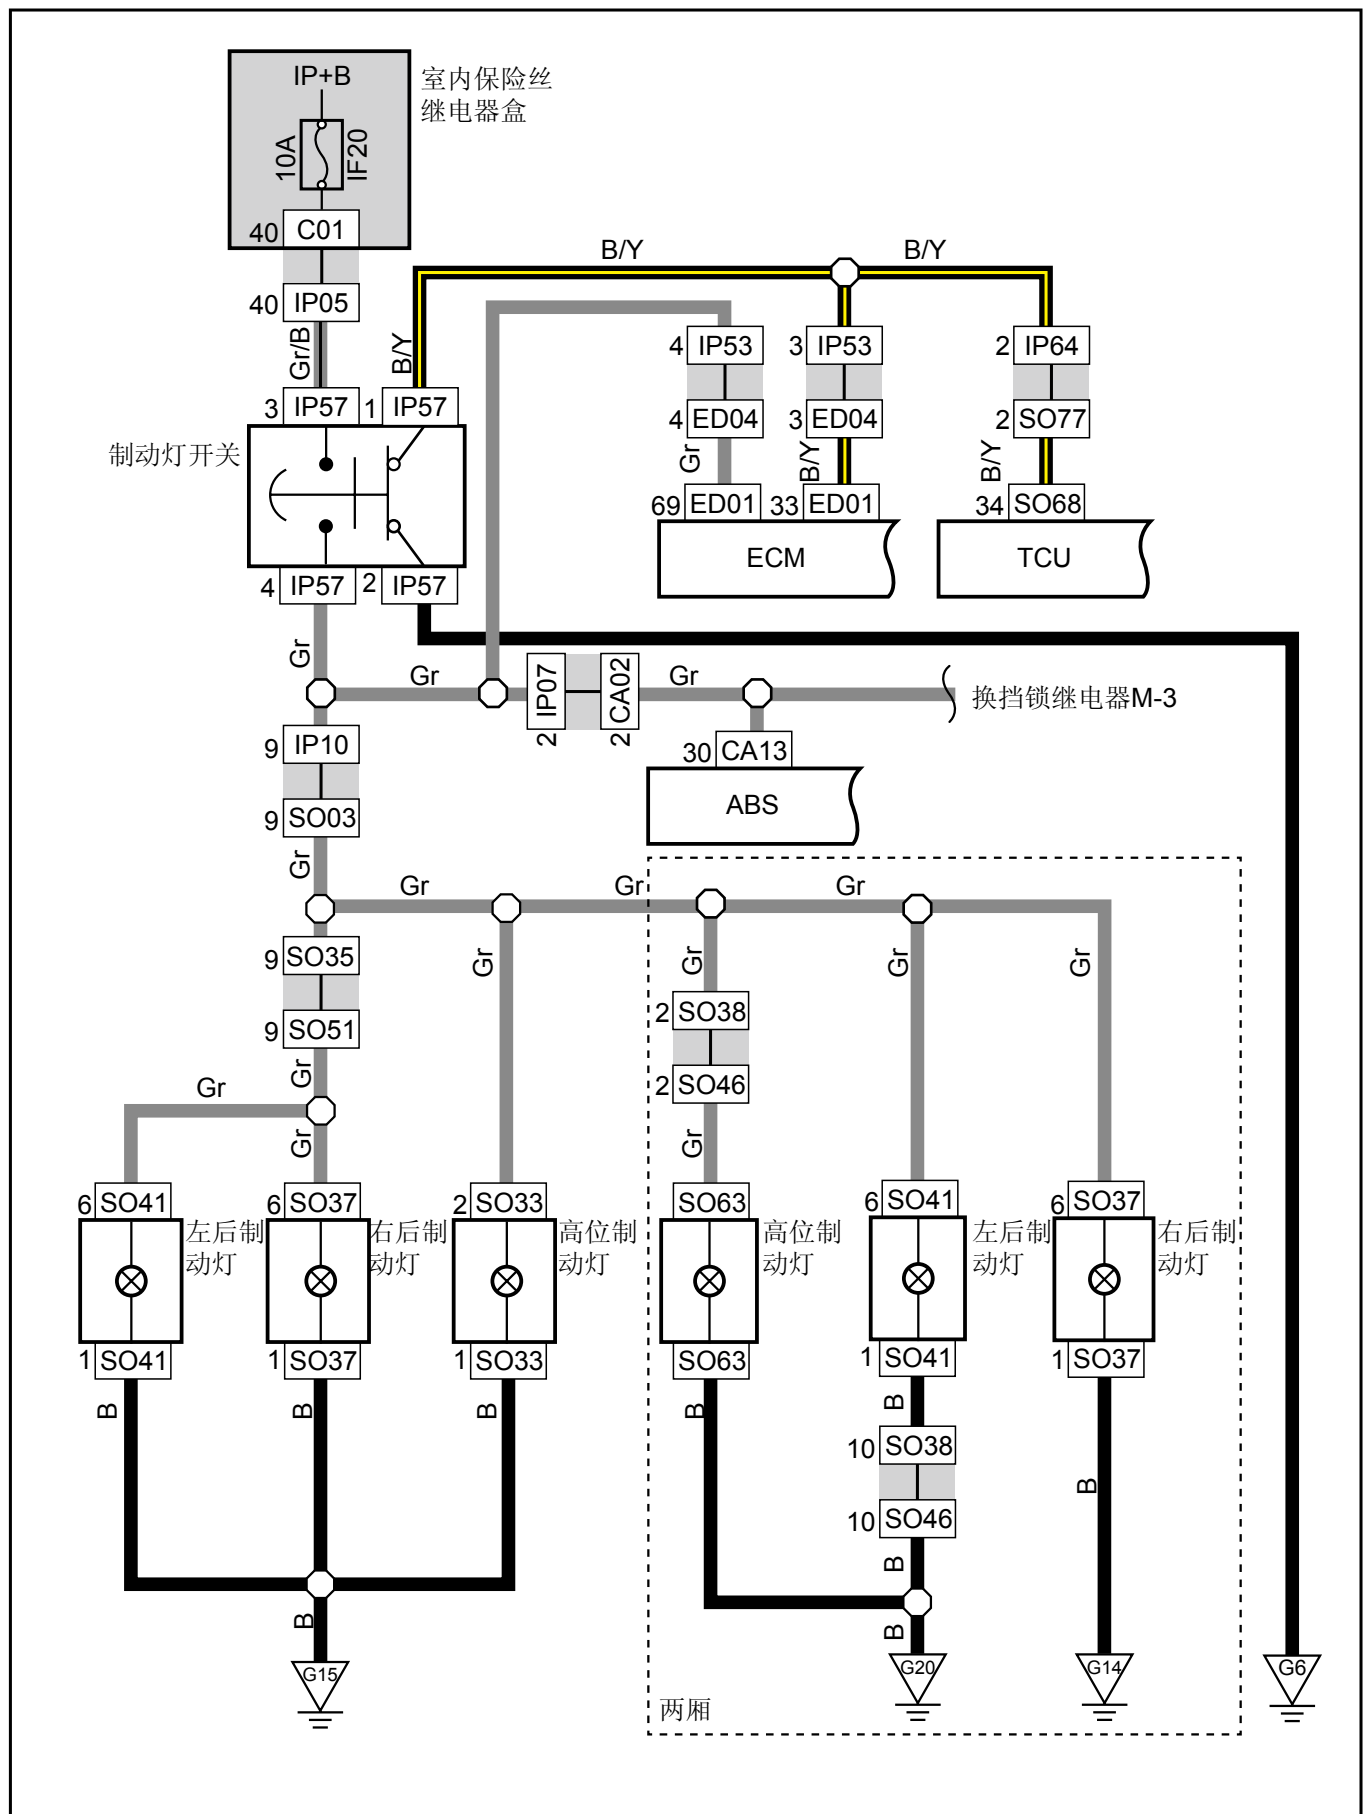 IP+B
室内保险丝
继电器盒
10A
IF20
40
C01
40
IP05
Gr/B
B/Y
B/Y
B/Y
4
IP53
3
IP53
2
IP64
4
ED04
3
ED04
2
SO77
Gr
B/Y
B/Y
3
IP57
1
IP57
制动灯开关
69
ED01
33
ED01
34
SO68
ECM
TCU
4
IP57
2
IP57
Gr
Gr
IP07
2
CA02
2
Gr
换挡锁继电器M-3
9
IP10
30
CA13
ABS
9
SO03
Gr
Gr
Gr
Gr
9
SO35
Gr
Gr
Gr
Gr
2
SO38
9
SO51
2
SO46
Gr
Gr
Gr
Gr
6
SO41
6
SO37
2
SO33
SO63
6
SO41
6
SO37
左后制
动灯
右后制
动灯
高位制
动灯
高位制
动灯
左后制
动灯
右后制
动灯
1
SO41
1
SO37
1
SO33
SO63
1
SO41
1
SO37
B
B
B
B
B
10
SO38
B
10
SO46
B
B
B
G15
G20
G14
G6
两厢